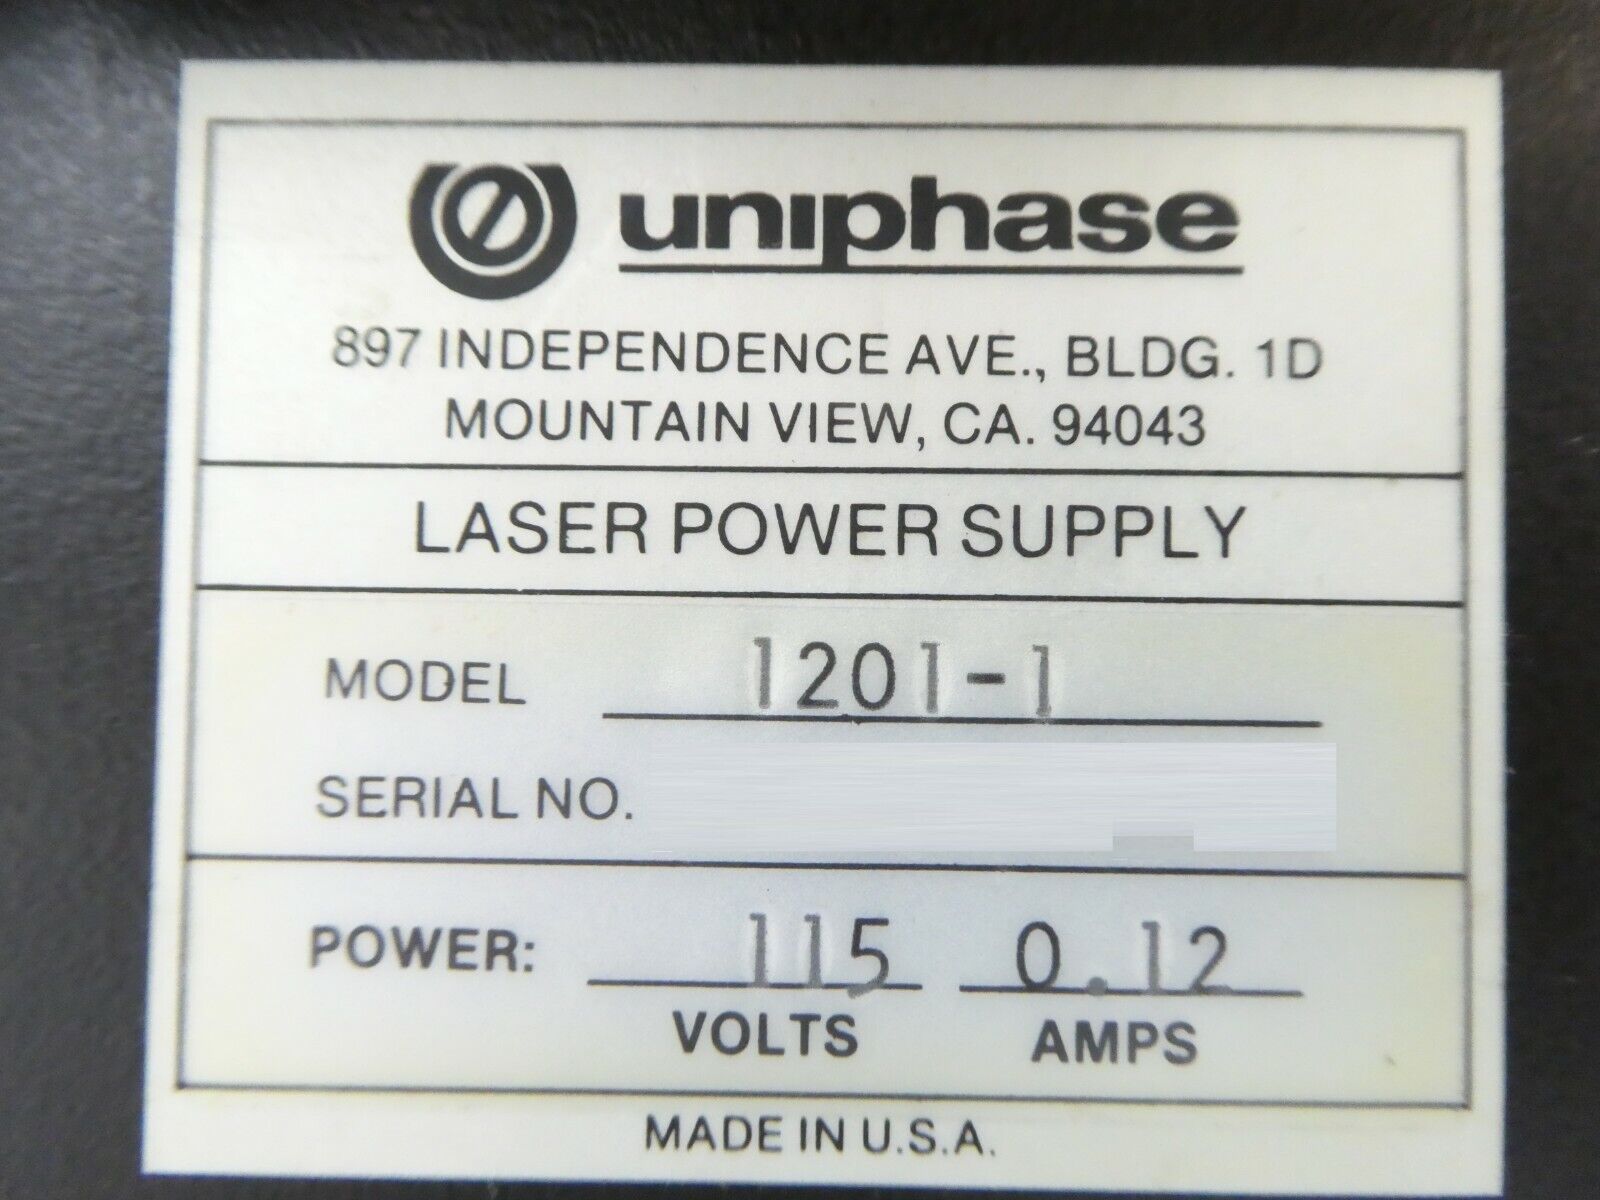 uniphase
897 INDEPENDENCE AVE., BLDG. 1D
MOUNTAIN VIEW, CA. 94043
LASER POWER SUPPLY
MODEL 1201-1
SERIAL NO.
POWER: 115 0.12
VOLTS AMPS
MADE IN U.S.A.